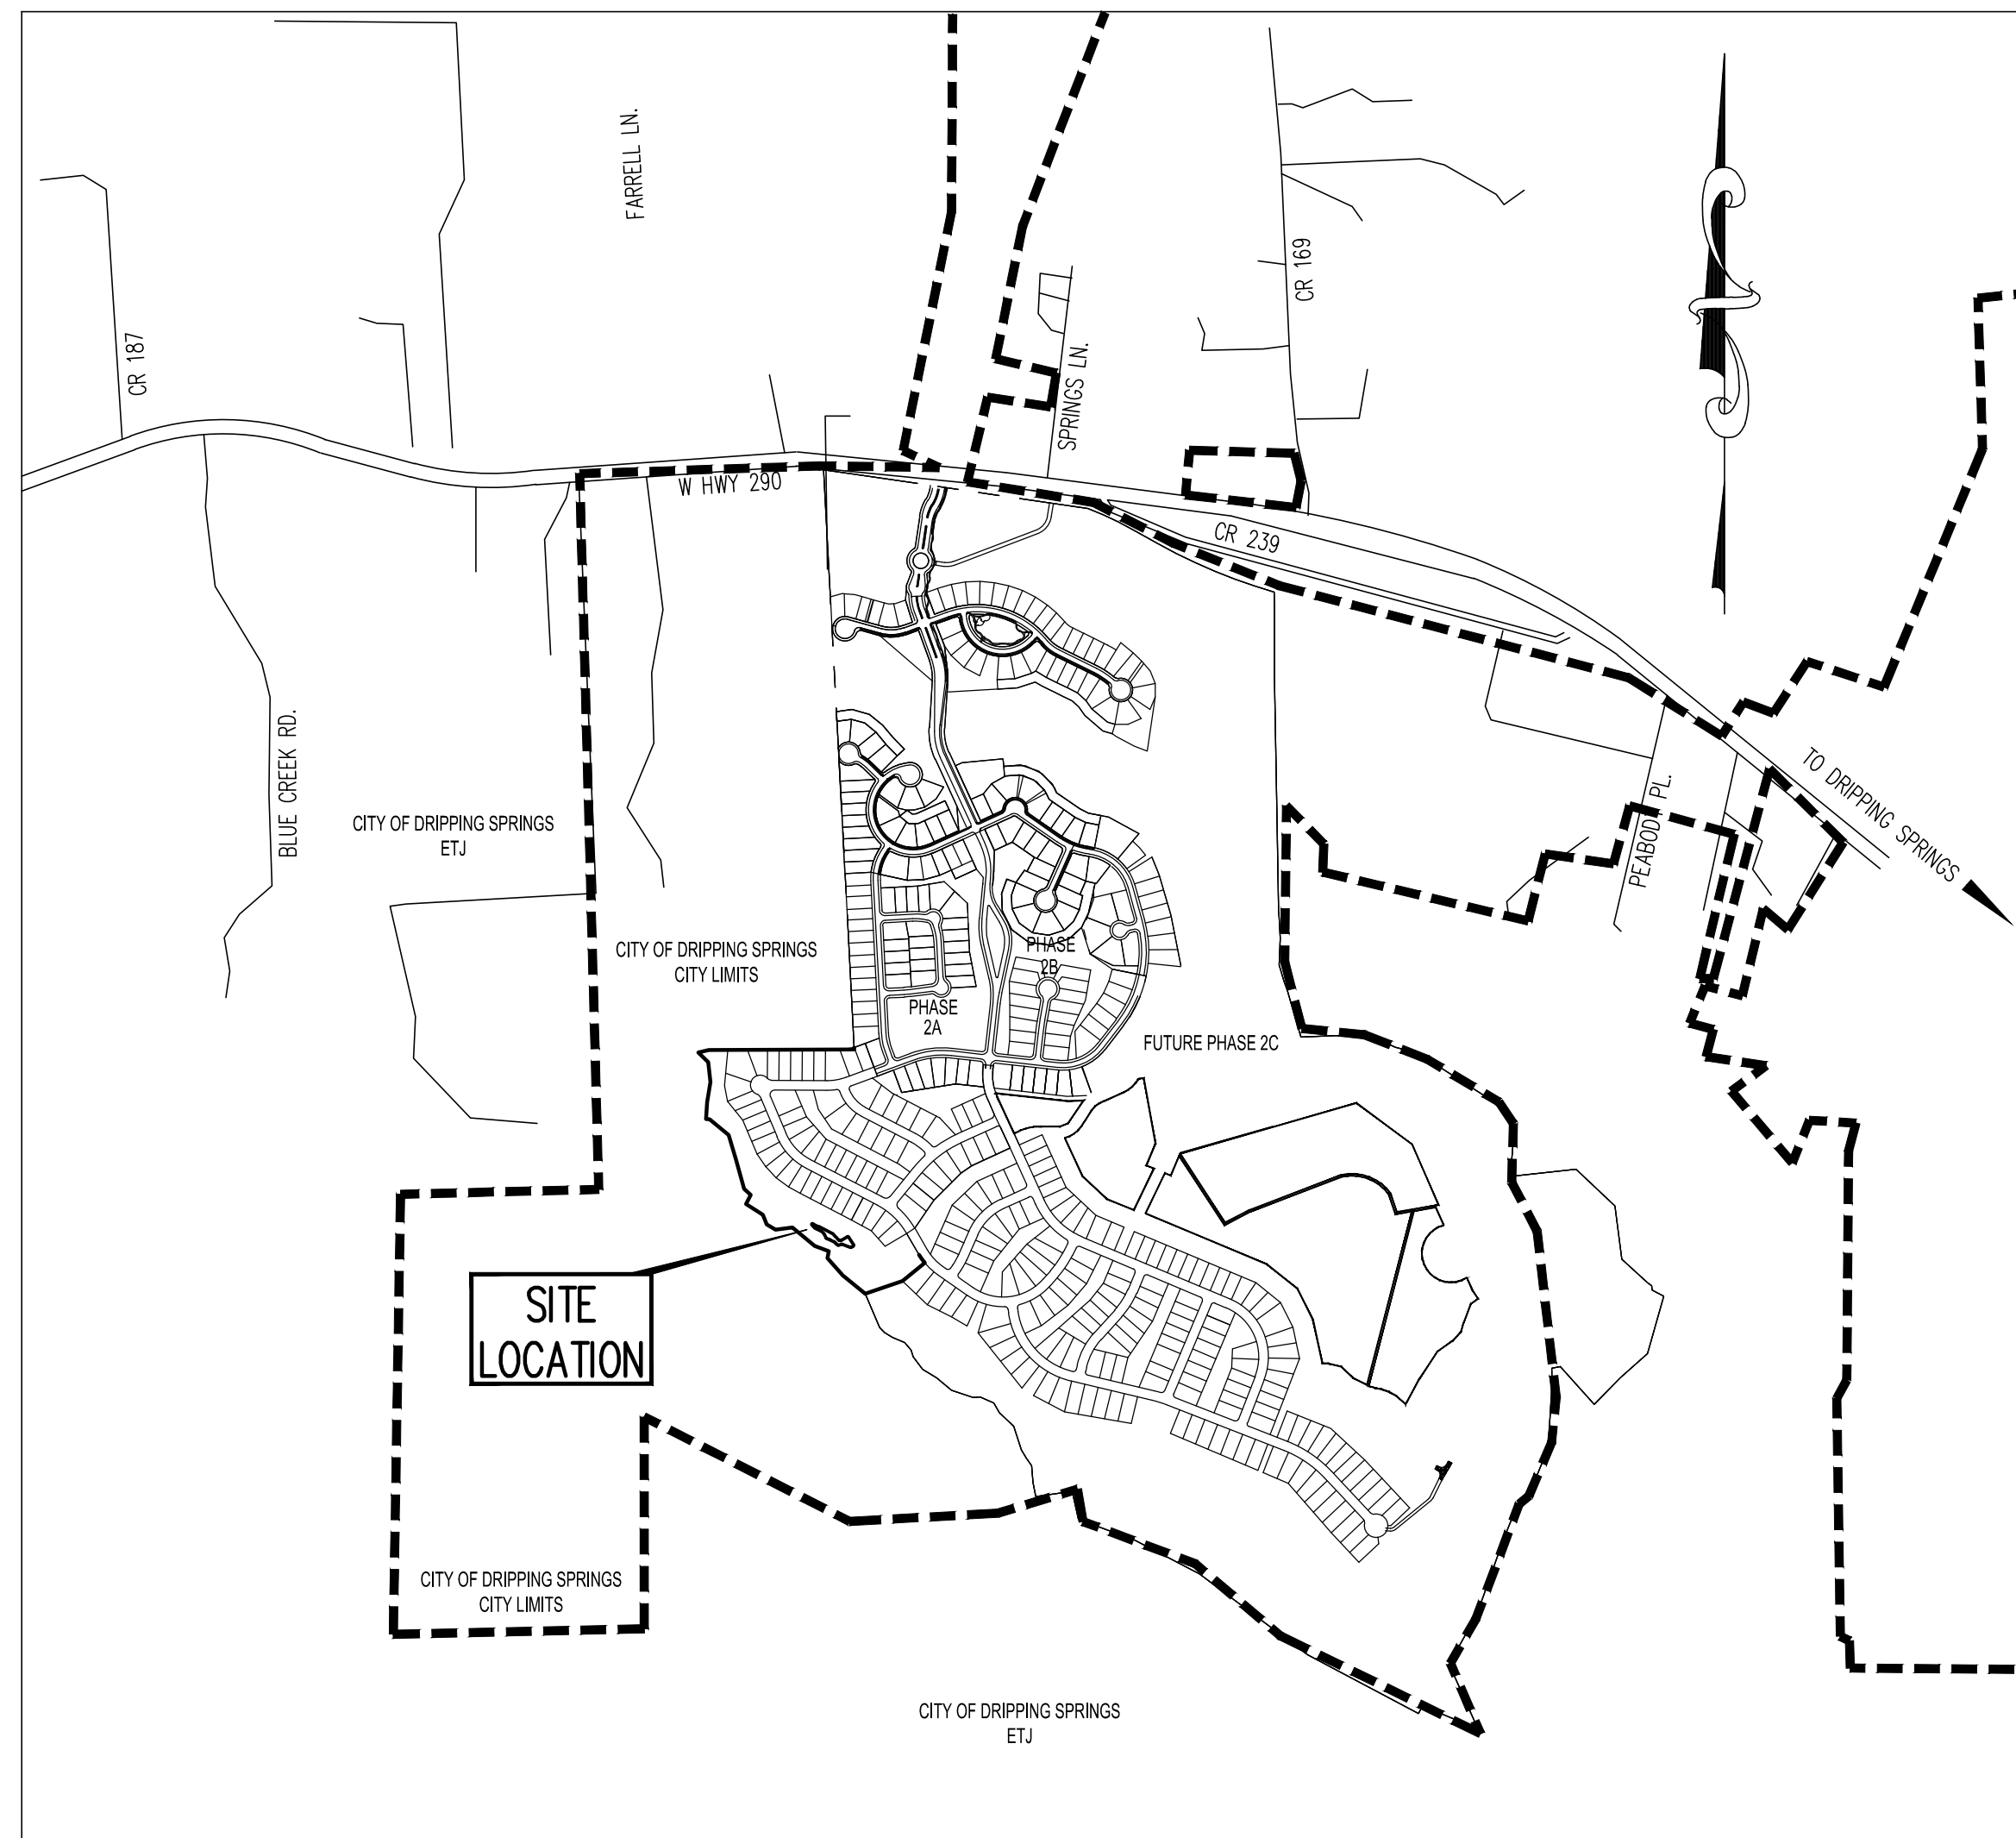 FARRELL LN.
CR 169
CR 187
SPRINGS LN.
W HWY 290
CR 239
BLUE CREEK RD.
TO DRIPPING SPRINGS
PEABODY PL.
CITY OF DRIPPING SPRINGS
ETJ
CITY OF DRIPPING SPRINGS
CITY LIMITS
PHASE
2B
PHASE
2A
FUTURE PHASE 2C
SITE
LOCATION
CITY OF DRIPPING SPRINGS
CITY LIMITS
CITY OF DRIPPING SPRINGS
ETJ